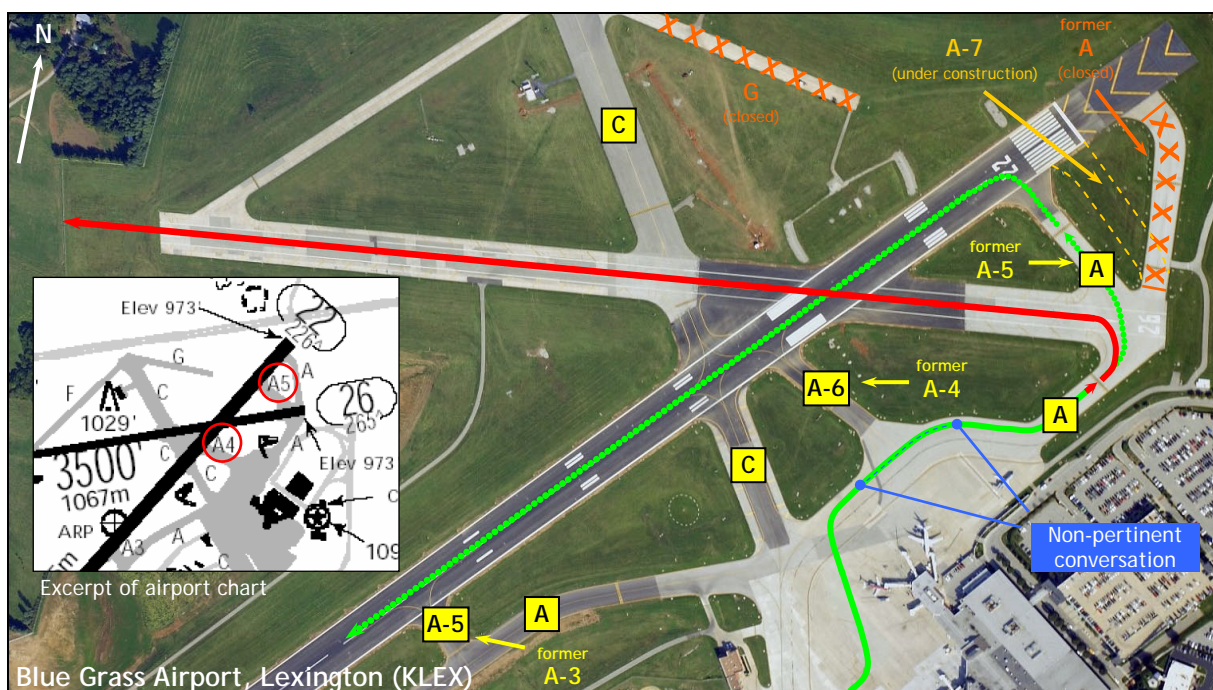 N
C
G
(closed)
A-7
(under construction)
former
A
(closed)
22
former
A-5
A
26
A-6
former
A-4
A
C
Non-pertinent
conversation
A-5
former
A-3
A
Elev 973'
22
226^
G
A
A5
F
C
1029'
26
265^
A4
A
3500'
1067m
C
C
Elev 973
ARP
A3
A
C
C
109
Excerpt of airport chart
Blue Grass Airport, Lexington (KLEX)